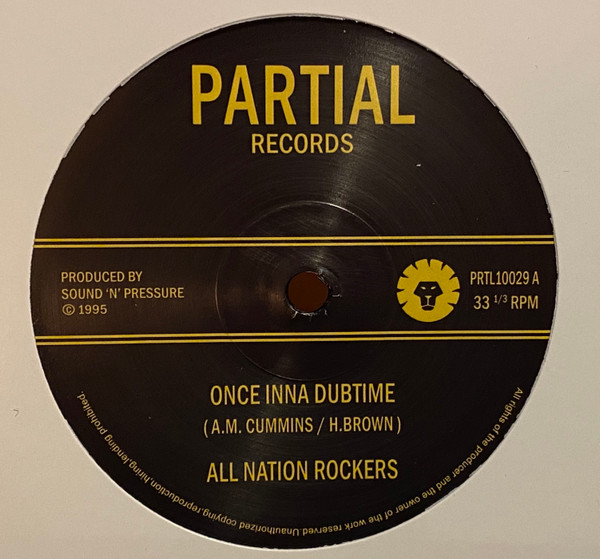 PARTIAL
RECORDS
PRODUCED BY
SOUND 'N' PRESSURE
© 1995
PRTL10029 A
33 1/3 RPM
ONCE INNA DUBTIME
( A.M. CUMMINS / H.BROWN )
ALL NATION ROCKERS
All rights of the producer and the owner of the work reserved.Unauthorized copying,reproduction,hiring,lending prohibited.